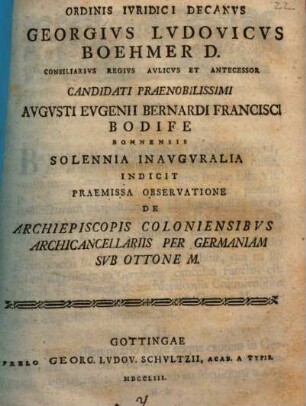 22
ORDINIS IVRIDICI DECANVS
GEORGIVS LVDOVICVS
BOEHMER D.
CONSILIARIVS REGIVS AVLICVS ET ANTECESSOR
CANDIDATI PRAENOBILISSIMI
AVGVSTI EVGENII BERNARDI FRANCISCI
BODIFE
BONNENSIS
SOLENNIA INAVGVRALIA
INDICIT
PRAEMISSA OBSERVATIONE
DE
ARCHIEPISCOPIS COLONIENSIBVS
ARCHICANCELLARIIS PER GERMANIAM
SVB OTTONE M.
GOTTINGAE
PRELO GEORG. LVDOV. SCHVLTZII, ACAD. A TYPIS.
MDCCLIII.